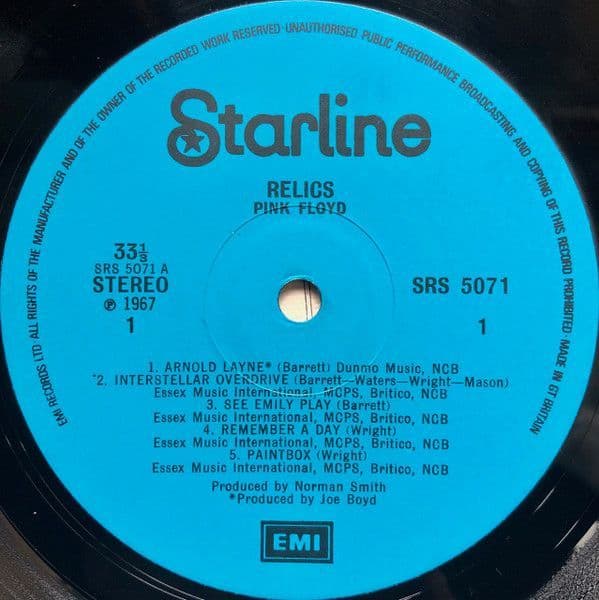 EMI RECORDS LTD ALL RIGHTS OF THE MANUFACTURER AND OF THE OWNER OF THE RECORDED WORK RESERVED · UNAUTHORISED PUBLIC PERFORMANCE BROADCASTING AND COPYING OF THIS RECORD PROHIBITED · MADE IN GT BRITAIN
Starline
RELICS
PINK FLOYD
33⅓
SRS 5071 A
STEREO
SRS 5071
℗ 1967
1
1
1. ARNOLD LAYNE* (Barrett) Dunmo Music, NCB
*2. INTERSTELLAR OVERDRIVE (Barrett—Waters—Wright—Mason)
Essex Music International, MCPS, Britico, NCB
3. SEE EMILY PLAY (Barrett)
Essex Music International, MCPS, Britico, NCB
4. REMEMBER A DAY (Wright)
Essex Music International, MCPS, Britico, NCB
5. PAINTBOX (Wright)
Essex Music International, MCPS, Britico, NCB
Produced by Norman Smith
*Produced by Joe Boyd
EMI